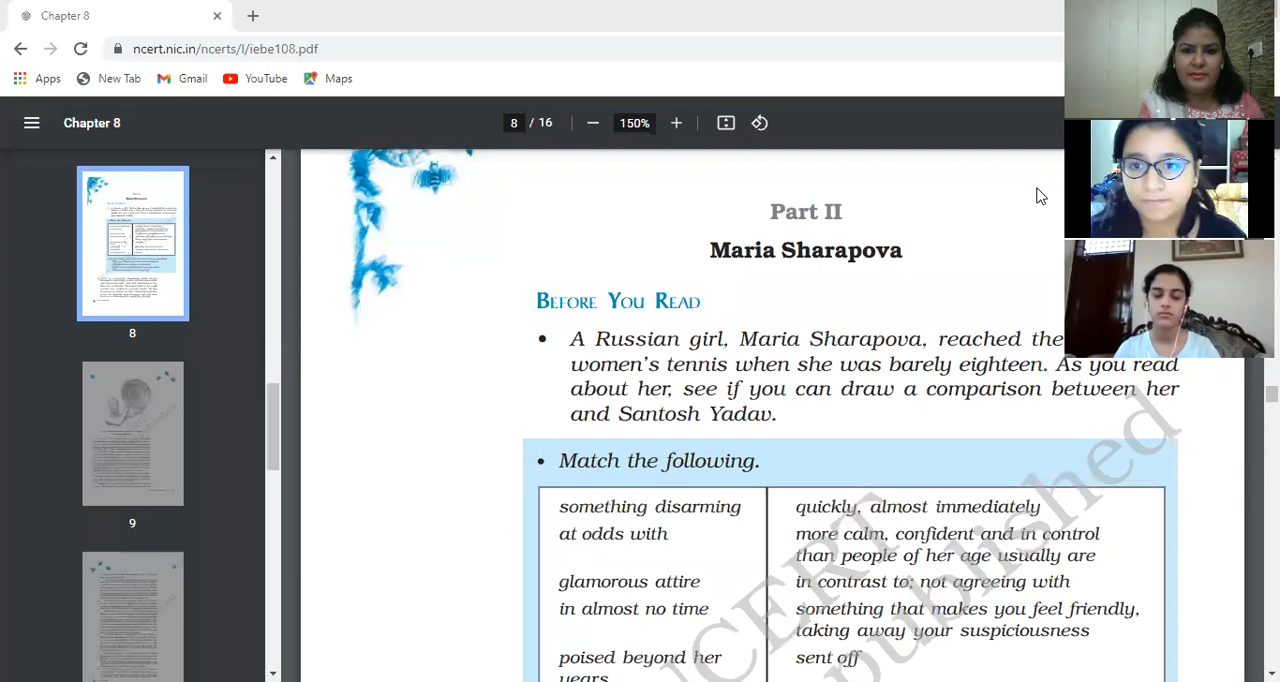 Chapter 8
ncert.nic.in/ncerts/l/iebe108.pdf
Apps
New Tab
Gmail
YouTube
Maps
Chapter 8
8 / 16
150%
Part II
Maria Sharapova
BEFORE YOU READ
• A Russian girl, Maria Sharapova, reached the
women's tennis when she was barely eighteen. As you read
about her, see if you can draw a comparison between her
and Santosh Yadav.
• Match the following.
something disarming
quickly, almost immediately
at odds with
more calm, confident and in control
than people of her age usually are
glamorous attire
in contrast to; not agreeing with
in almost no time
something that makes you feel friendly,
taking away your suspiciousness
poised beyond her
years
sent off
8
9
NCERT
published